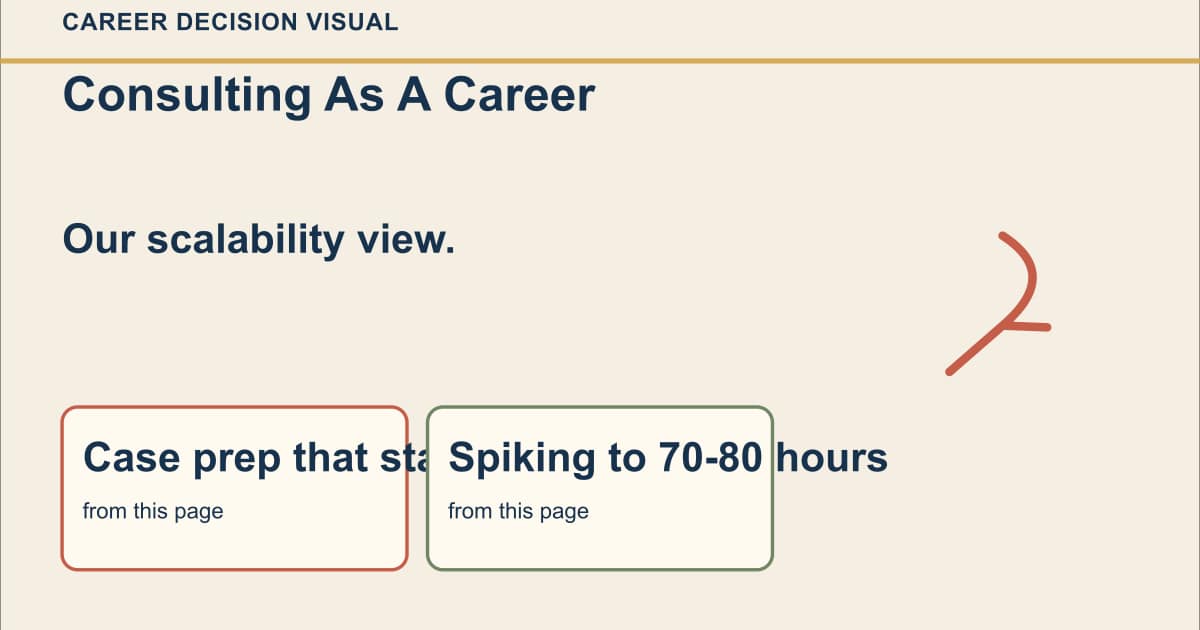 CAREER DECISION VISUAL
Consulting As A Career
Our scalability view.
Case prep that
Spiking to 70-80 hours
from this page
from this page